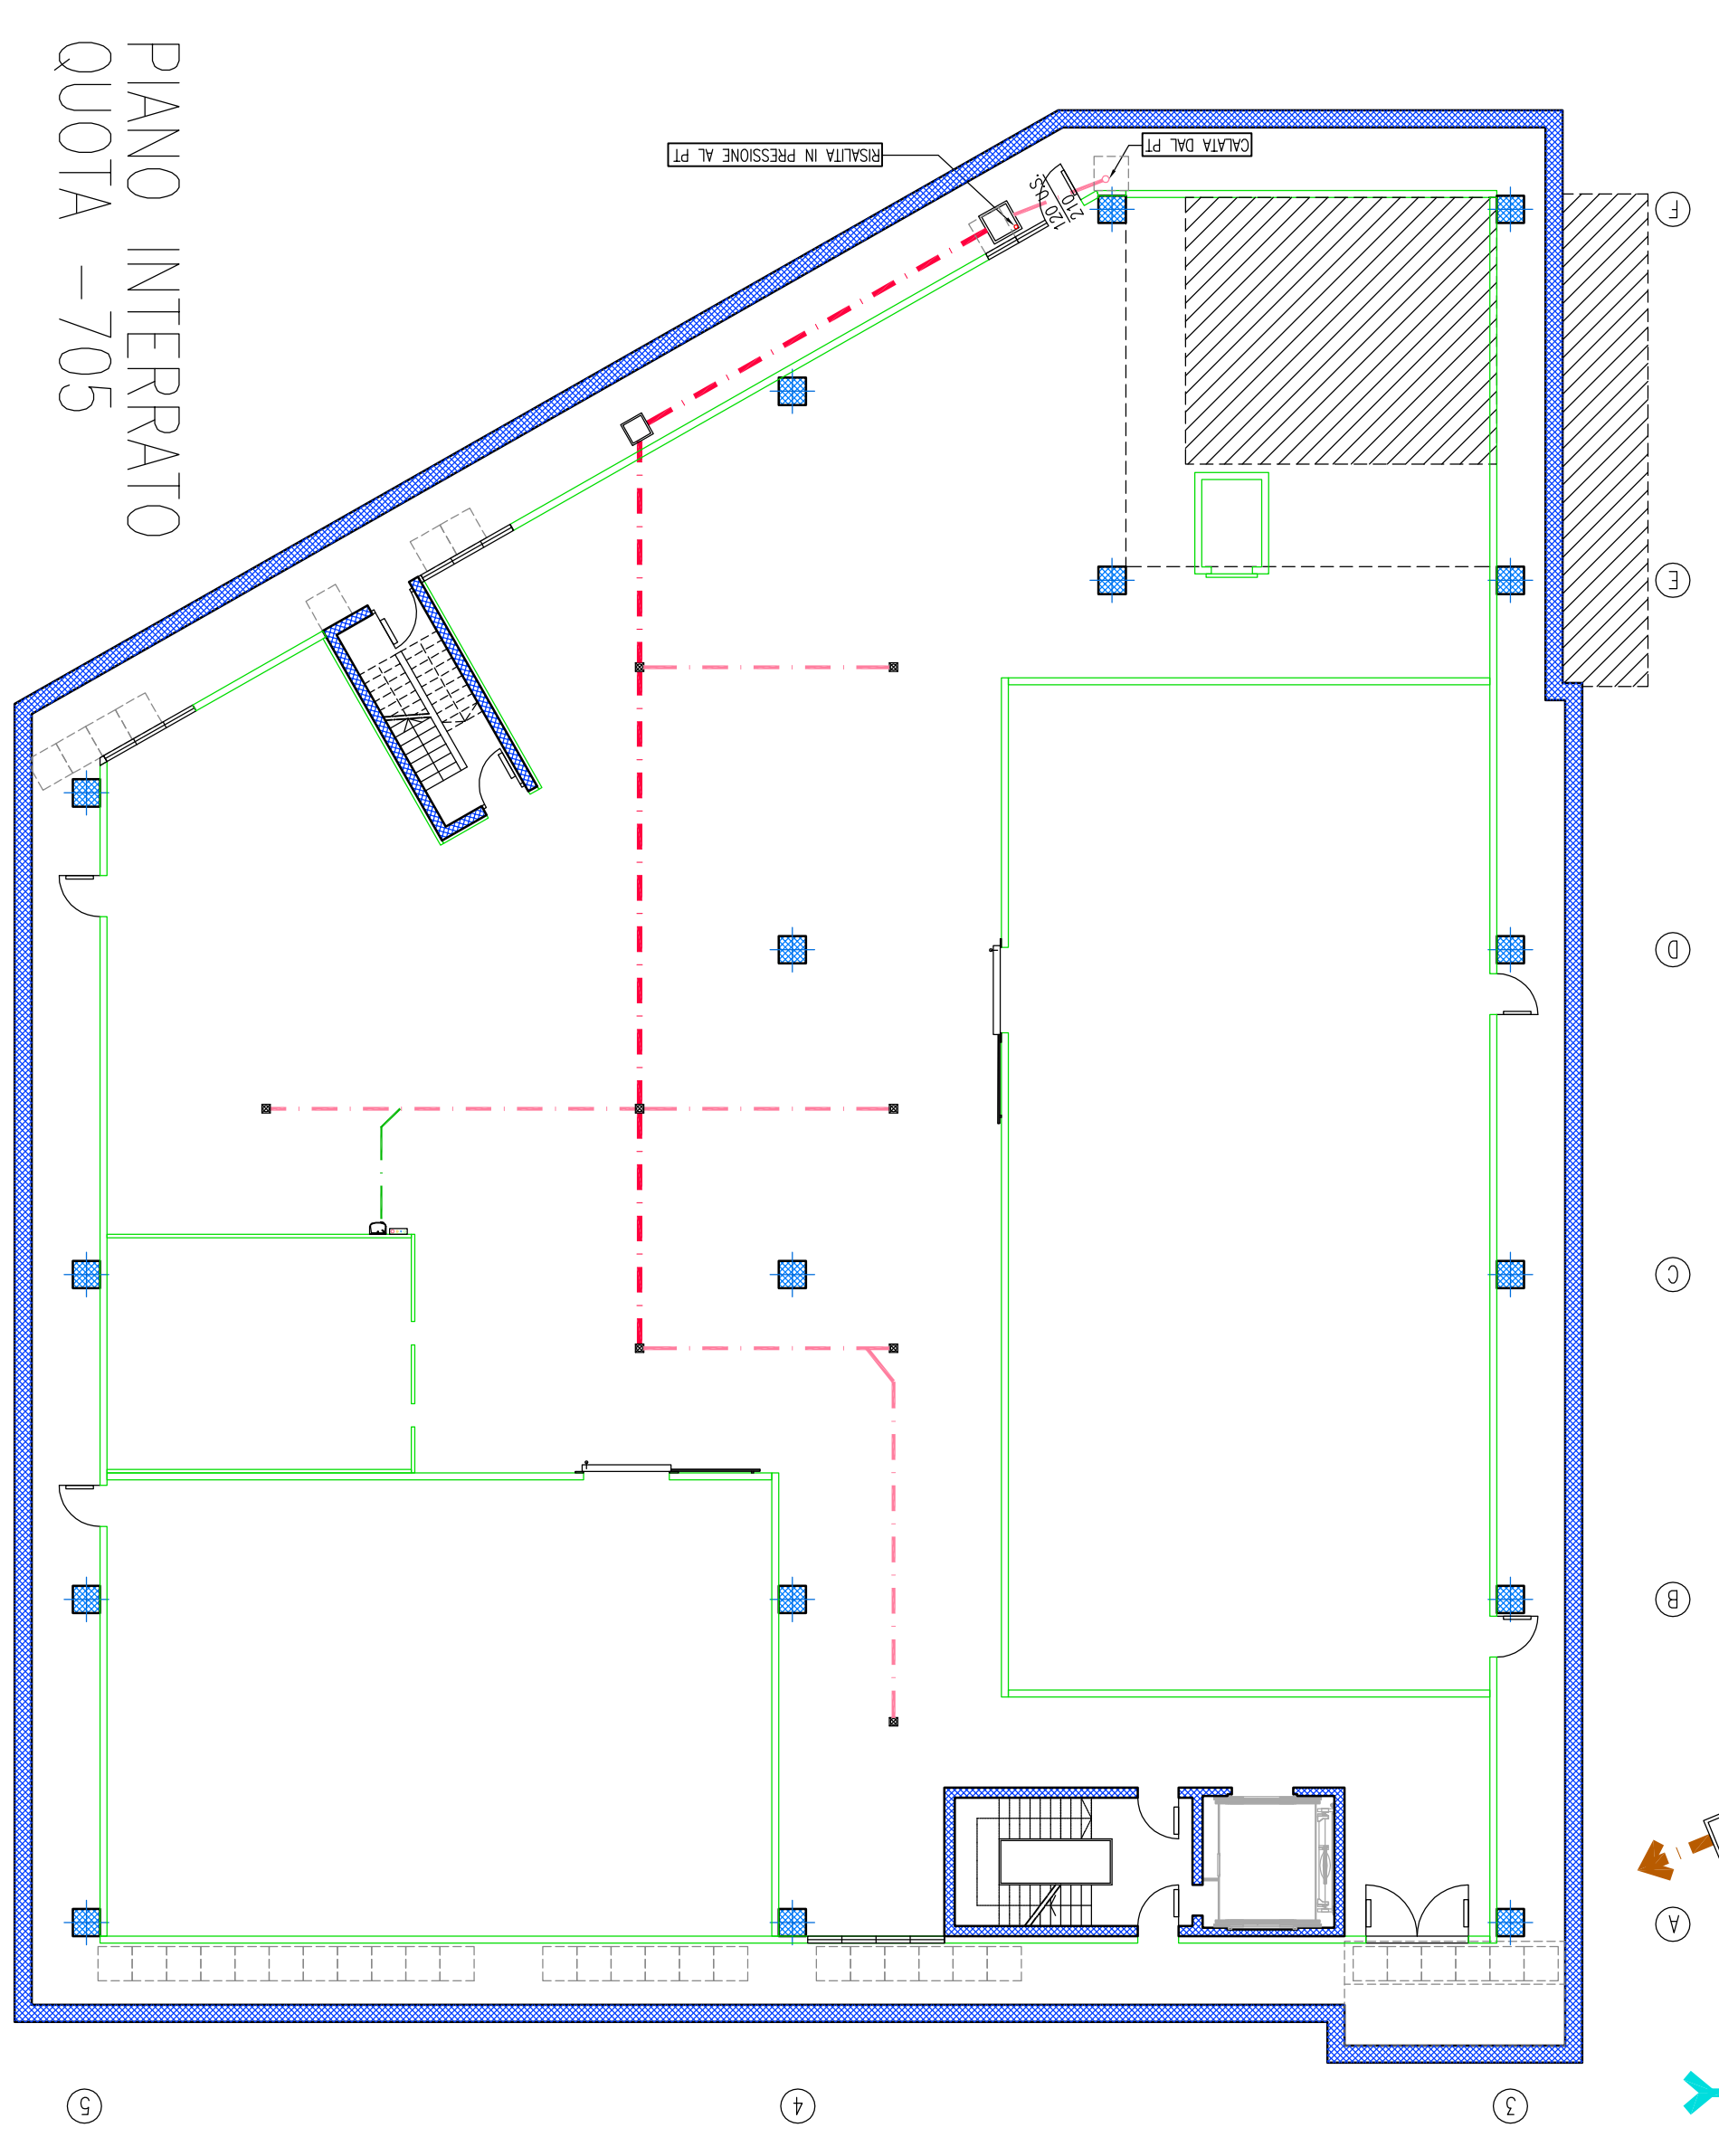 PIANO INTERRATO
QUOTA -705
RISALITA IN PRESSIONE AL PT
CALATA DAL PT
120 U.S.
210
F
E
D
C
B
A
5
4
3